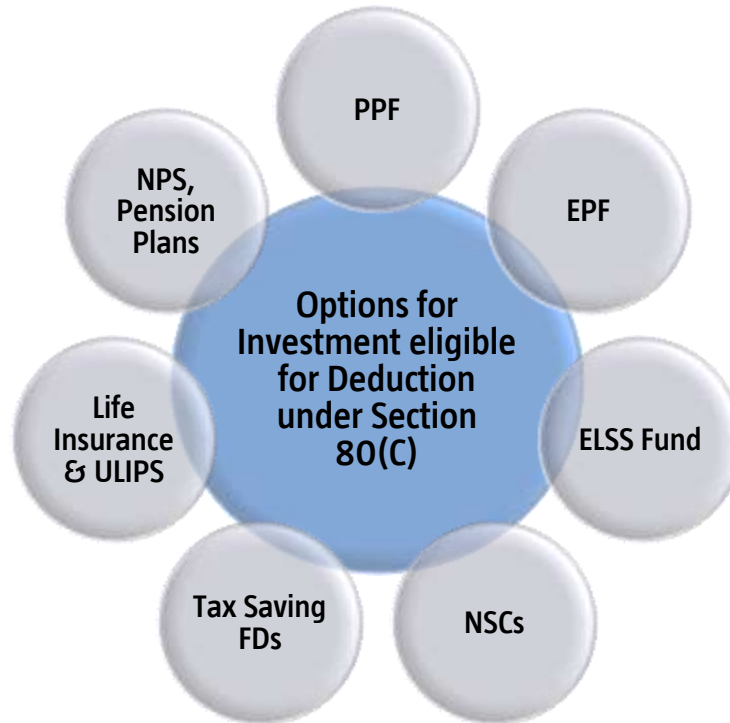 PPF
EPF
ELSS Fund
NSCs
Tax Saving
FDs
Life
Insurance
& ULIPS
NPS,
Pension
Plans
Options for
Investment eligible
for Deduction
under Section
80(C)